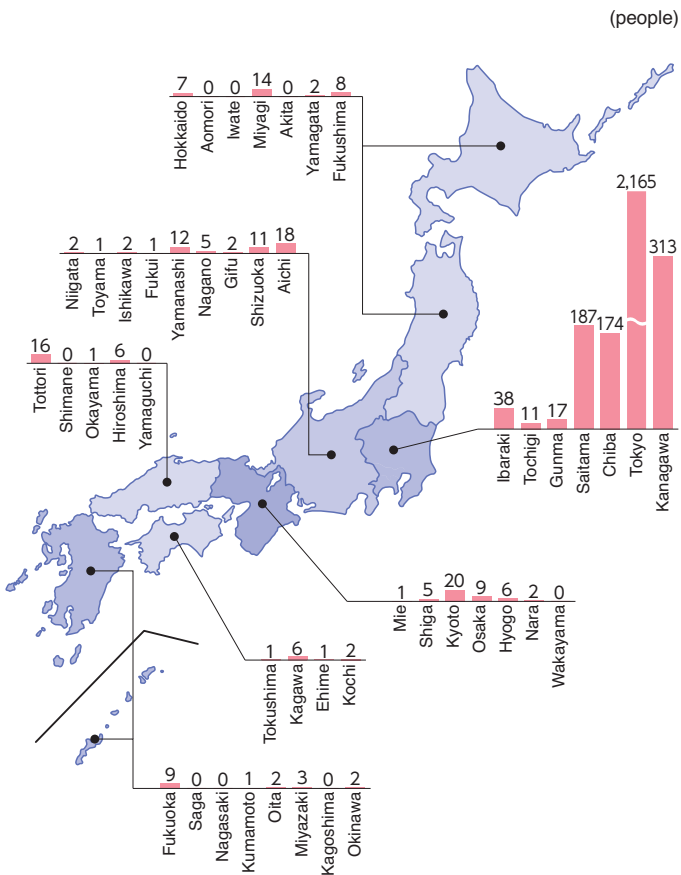 (people)
7 0 0 14 0 2 8
Hokkaido
Aomori
Iwate
Miyagi
Akita
Yamagata
Fukushima
2,165
313
187
174
38
11
17
Ibaraki
Tochigi
Gunma
Saitama
Chiba
Tokyo
Kanagawa
2 1 2 1 12 5 2 11 18
Niigata
Toyama
Ishikawa
Fukui
Yamanashi
Nagano
Gifu
Shizuoka
Aichi
16 0 1 6 0
Tottori
Shimane
Okayama
Hiroshima
Yamaguchi
1 5 20 9 6 2 0
Mie
Shiga
Kyoto
Osaka
Hyogo
Nara
Wakayama
1 6 1 2
Tokushima
Kagawa
Ehime
Kochi
9 0 0 1 2 3 0 2
Fukuoka
Saga
Nagasaki
Kumamoto
Oita
Miyazaki
Kagoshima
Okinawa